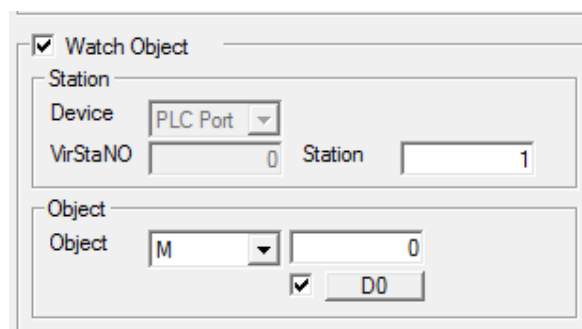 Watch Object
Station
Device PLC Port
VirStaNO 0 Station 1
Object
Object M 0
D0